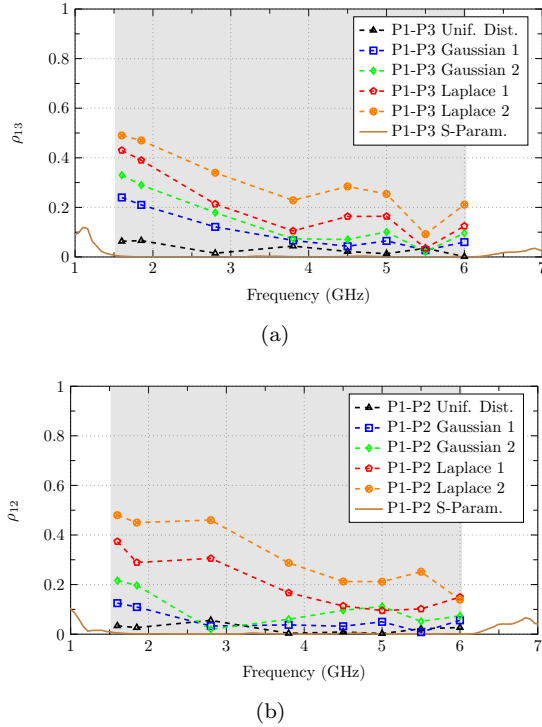 1
0.8
0.6
0.4
0.2
0
ρ13
P1-P3 Unif. Dist.
P1-P3 Gaussian 1
P1-P3 Gaussian 2
P1-P3 Laplace 1
P1-P3 Laplace 2
P1-P3 S-Param.
1 2 3 4 5 6 7
Frequency (GHz)
(a)
1
0.8
0.6
0.4
0.2
0
ρ12
P1-P2 Unif. Dist.
P1-P2 Gaussian 1
P1-P2 Gaussian 2
P1-P2 Laplace 1
P1-P2 Laplace 2
P1-P2 S-Param.
1 2 3 4 5 6 7
Frequency (GHz)
(b)